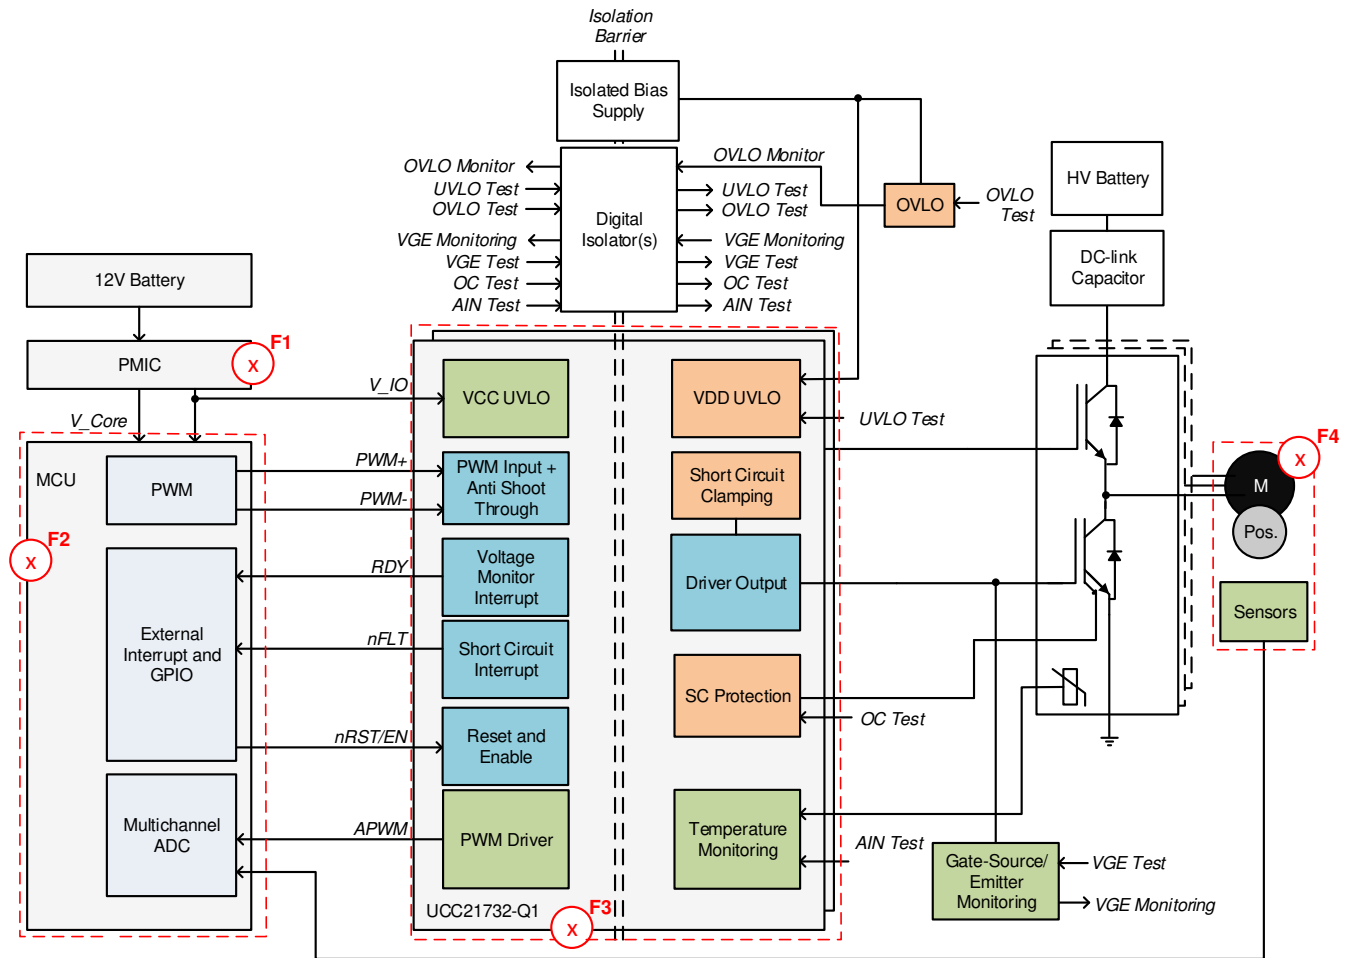 Isolation
Barrier
Isolated Bias
Supply
OVLO Monitor
UVLO Test
OVLO Test
VGE Monitoring
VGE Test
OC Test
AIN Test
Digital
Isolator(s)
OVLO Monitor
UVLO Test
OVLO Test
VGE Monitoring
VGE Test
OC Test
AIN Test
OVLO
OVLO
Test
HV Battery
DC-link
Capacitor
12V Battery
PMIC
X
F1
V_Core
V_IO
MCU
PWM
PWM+
PWM-
F2
X
External
Interrupt and
GPIO
RDY
nFLT
nRST/EN
Multichannel
ADC
APWM
VCC UVLO
PWM Input +
Anti Shoot
Through
Voltage
Monitor
Interrupt
Short Circuit
Interrupt
Reset and
Enable
PWM Driver
UCC21732-Q1
X
F3
VDD UVLO
UVLO Test
Short Circuit
Clamping
Driver Output
SC Protection
OC Test
Temperature
Monitoring
AIN Test
Gate-Source/
Emitter
Monitoring
VGE Test
VGE Monitoring
F4
X
M
Pos.
Sensors